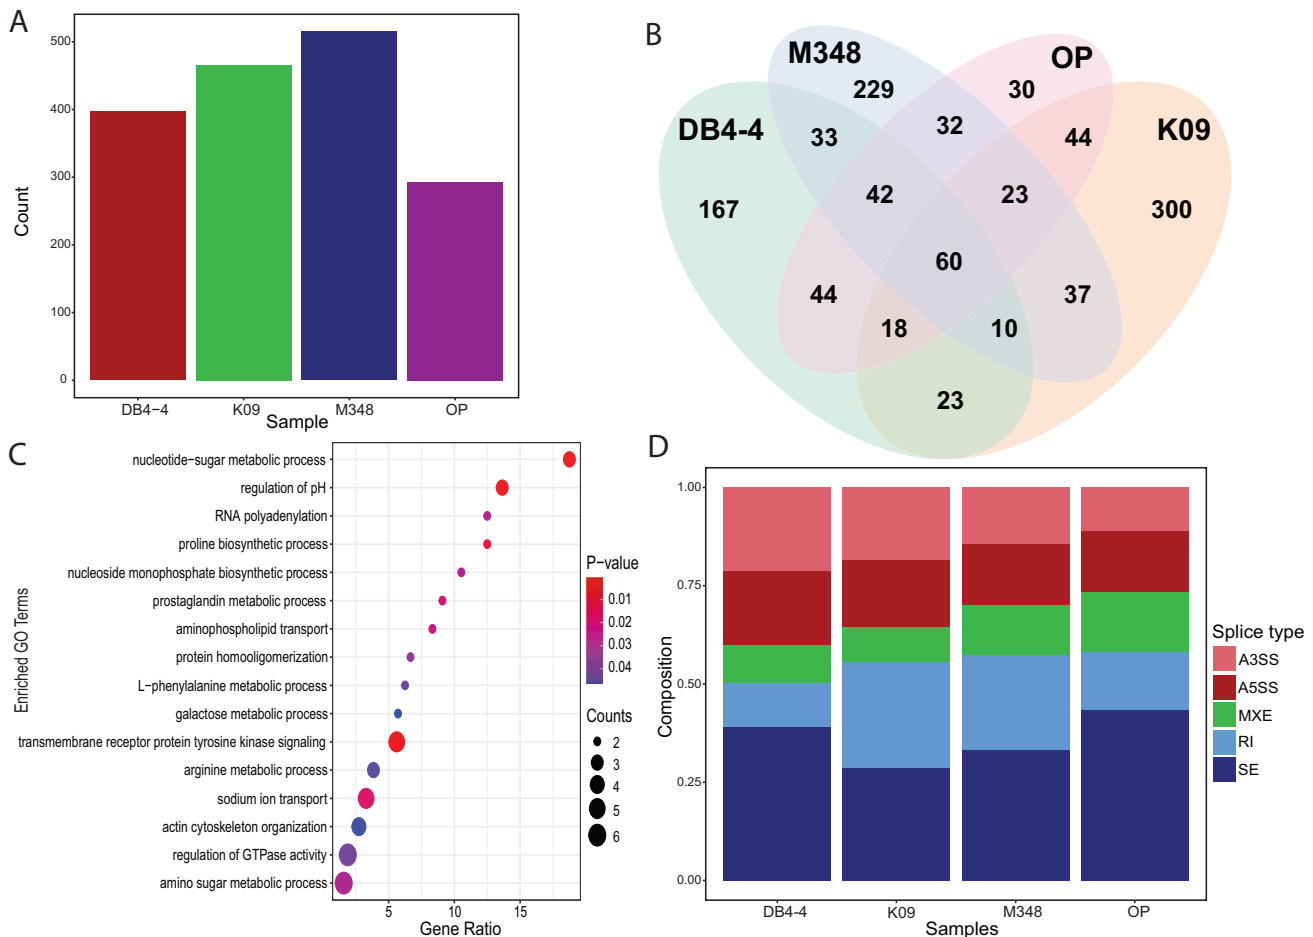 A
Count
500
400
300
200
100
0
DB4−4
K09
M348
OP
Sample
B
M348
OP
DB4-4
K09
229
30
33
32
44
167
42
23
300
60
44
37
18
10
23
C
Enriched GO Terms
nucleotide−sugar metabolic process
regulation of pH
RNA polyadenylation
proline biosynthetic process
nucleoside monophosphate biosynthetic process
prostaglandin metabolic process
aminophospholipid transport
protein homooligomerization
L−phenylalanine metabolic process
galactose metabolic process
transmembrane receptor protein tyrosine kinase signaling
arginine metabolic process
sodium ion transport
actin cytoskeleton organization
regulation of GTPase activity
amino sugar metabolic process
5
10
15
Gene Ratio
P−value
0.01
0.02
0.03
0.04
Counts
2
3
4
5
6
D
Composition
1.00
0.75
0.50
0.25
0.00
DB4-4
K09
M348
OP
Samples
Splice type
A3SS
A5SS
MXE
RI
SE